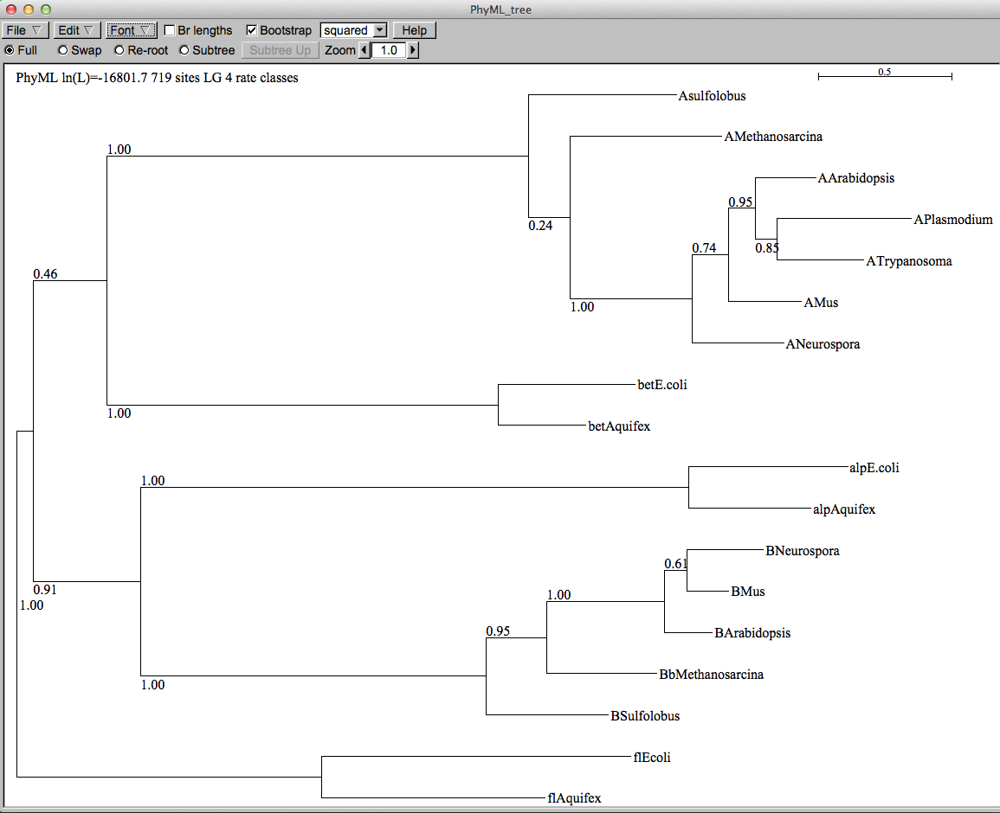 PhyML_tree
File Edit Font Br lengths Bootstrap squared Help
Full Swap Re-root Subtree Subtree Up Zoom 1.0
PhyML ln(L)=-16801.7 719 sites LG 4 rate classes
0.5
Asulfolobus
AMethanosarcina
1.00
AArabidopsis
0.95
APlasmodium
0.24
0.74
0.85
ATrypanosoma
0.46
AMus
1.00
ANeurospora
betE.coli
1.00
betAquifex
alpE.coli
1.00
alpAquifex
BNeurospora
0.61
0.91
BMus
1.00
1.00
0.95
BArabidopsis
BbMethanosarcina
1.00
BSulfolobus
flEcoli
flAquifex